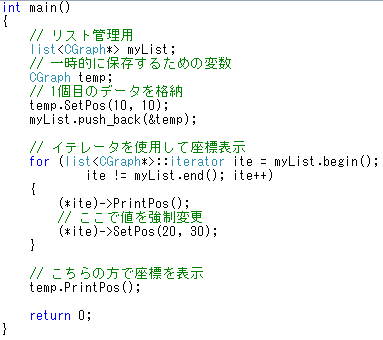 int main()
{
// リスト管理用
list<CGraph*> myList;
// 一時的に保存するための変数
CGraph temp;
// 1個目のデータを格納
temp.SetPos(10, 10);
myList.push_back(&temp);
// イテレータを使用して座標表示
for (list<CGraph*>::iterator ite = myList.begin();
ite != myList.end(); ite++)
{
(*ite)->PrintPos();
// ここで値を強制変更
(*ite)->SetPos(20, 30);
}
// こちらの方で座標を表示
temp.PrintPos();
return 0;
}